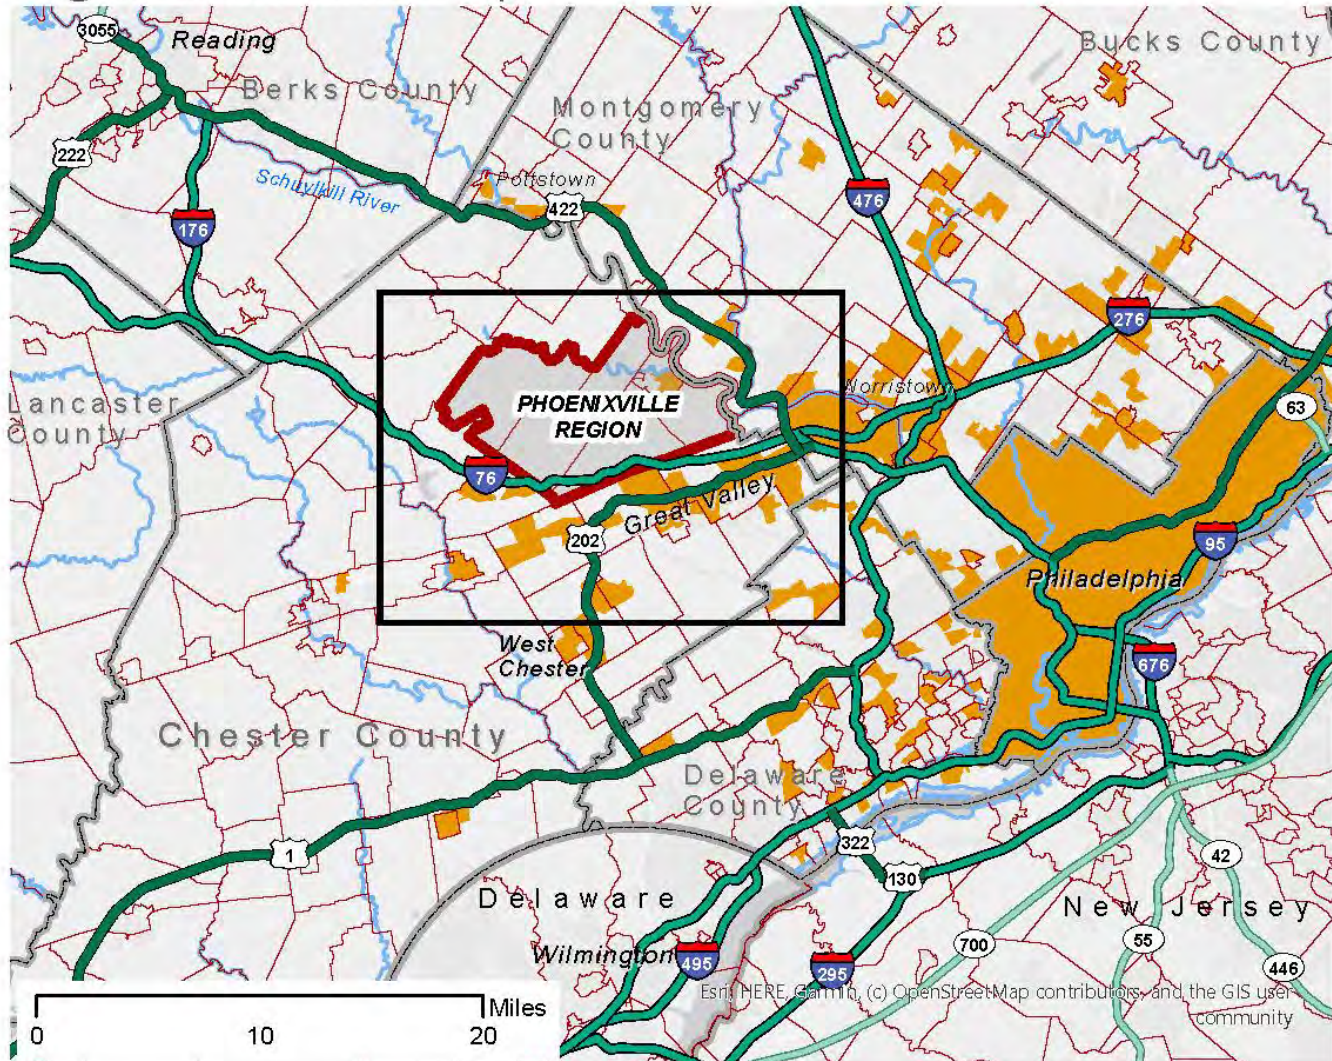 3055
Reading
Bucks County
Berks County
Montgomery
County
222
Schuylkill River
Pottstown
422
476
176
276
Lancaster
County
Norristown
63
PHOENIXVILLE
REGION
76
Great Valley
202
95
Philadelphia
West
Chester
676
Chester County
Delaware
County
1
322
42
130
Delaware
New Jersey
700
55
Wilmington
495
295
446
Esri, HERE, Garmin, (c) OpenStreetMap contributors, and the GIS user
community
Miles
0 10 20